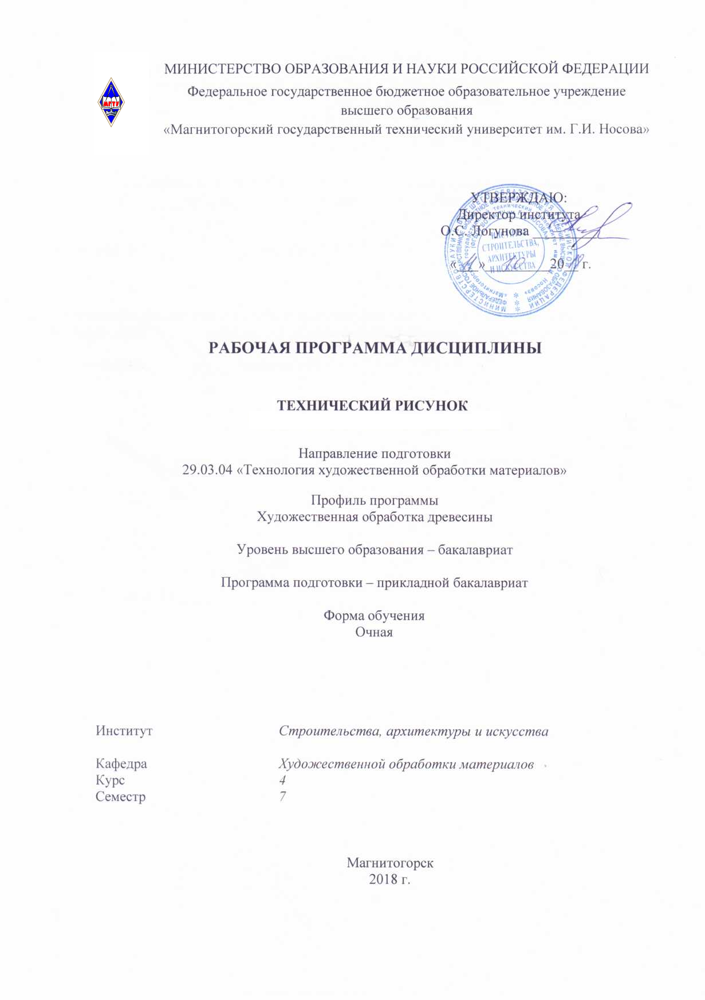 МИНИСТЕРСТВО ОБРАЗОВАНИЯ И НАУКИ РОССИЙСКОЙ ФЕДЕРАЦИИ
Федеральное государственное бюджетное образовательное учреждение
высшего образования
«Магнитогорский государственный технический университет им. Г.И. Носова»
МГТУ
УТВЕРЖДАЮ:
Директор института
О.С. Логунова
«11» 10 2018 г.
СТРОИТЕЛЬСТВА,
АРХИТЕКТУРЫ
И ИСКУССТВА
РАБОЧАЯ ПРОГРАММА ДИСЦИПЛИНЫ
ТЕХНИЧЕСКИЙ РИСУНОК
Направление подготовки
29.03.04 «Технология художественной обработки материалов»
Профиль программы
Художественная обработка древесины
Уровень высшего образования – бакалавриат
Программа подготовки – прикладной бакалавриат
Форма обучения
Очная
Институт Строительства, архитектуры и искусства
Кафедра Художественной обработки материалов
Курс 4
Семестр 7
Магнитогорск
2018 г.